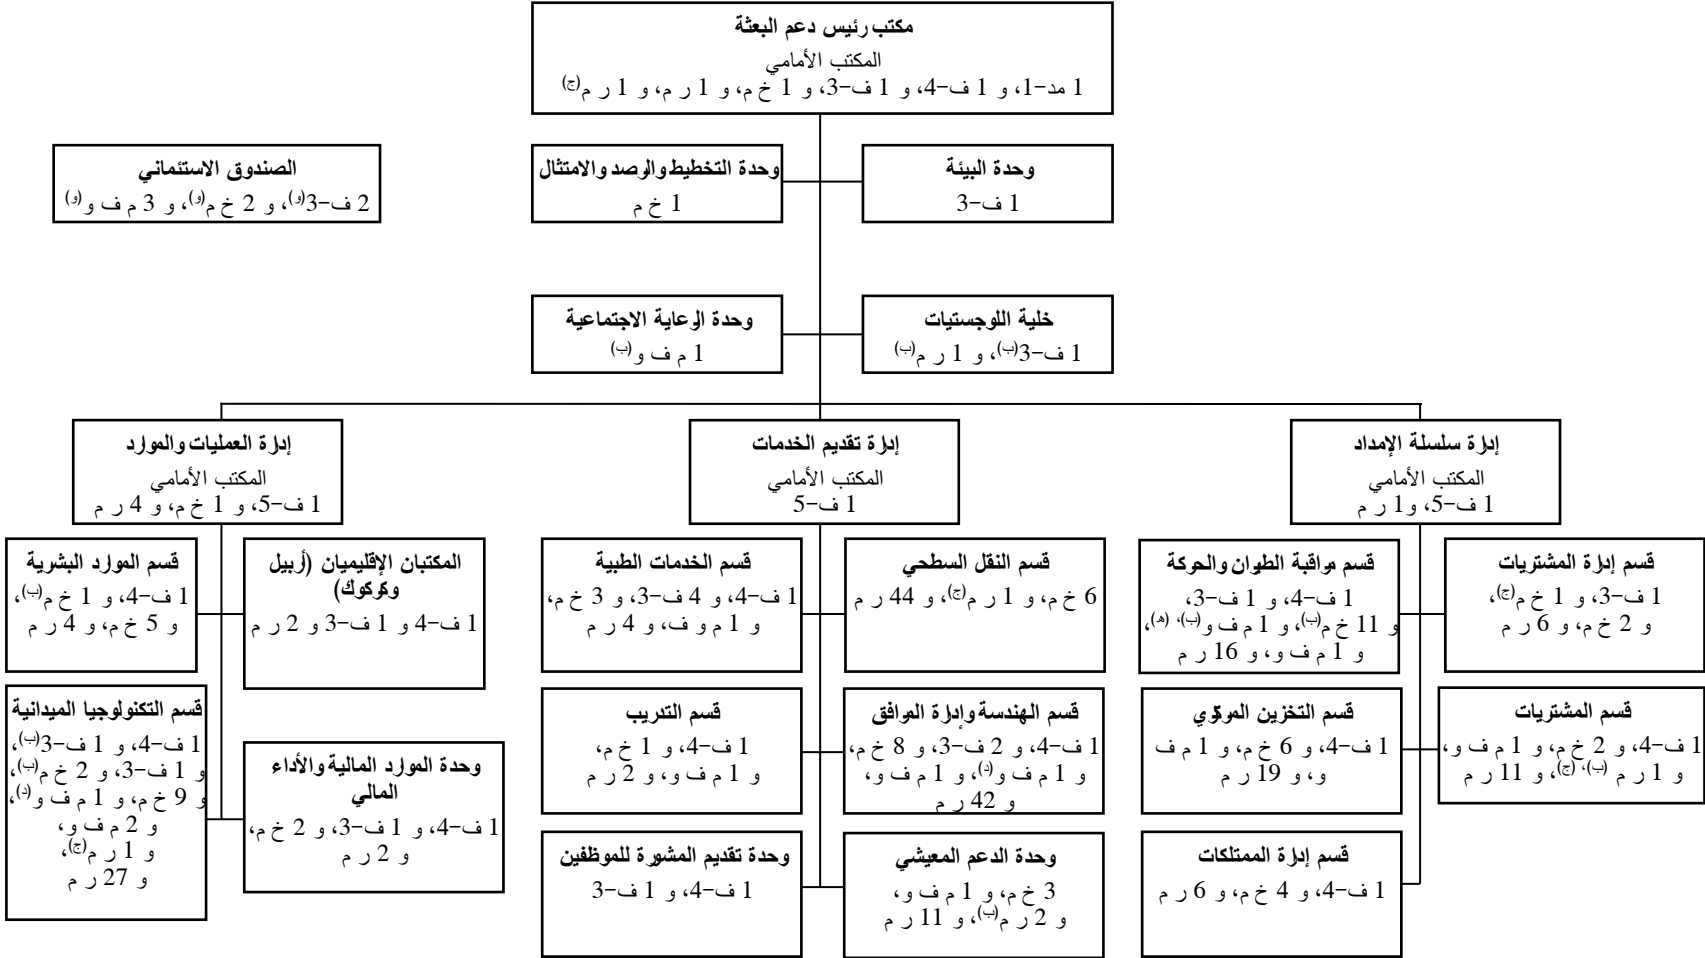 مكتب رئيس دعم البعثة
المكتب الأمامي
1 مد-1، و 1 ف-4، و 1 ف-3، و 1 خ م، و 1 ر م، و 1 ر م(ج)
وحدة البيئة
1 ف-3
وحدة التخطيط والرصد والامتثال
1 خ م
الصندوق الاستئماني
2 ف-3(و)، و 2 خ م(و)، و 3 م ف و(و)
خلية اللوجستيات
1 ف-3(ب)، و 1 ر م(ب)
وحدة الرعاية الاجتماعية
1 م ف و(ب)
إدارة سلسلة الإمداد
المكتب الأمامي
1 ف-5، و1 ر م
قسم إدارة المشتريات
1 ف-3، و 1 خ م(ج)،
و 2 خ م، و 6 ر م
قسم مراقبة الطيران والحركة
1 ف-4، و 1 ف-3،
و 11 خ م(ب)، و 1 م ف و(ب)، (ه)،
و 1 م ف و، و 16 ر م
قسم المشتريات
1 ف-4، و 2 خ م، و 1 م ف و،
و 1 ر م (ب)، (ج)، و 11 ر م
قسم التخزين المركزي
1 ف-4، و 6 خ م، و 1 م ف
و، و 19 ر م
قسم إدارة الممتلكات
1 ف-4، و 4 خ م، و 6 ر م
إدارة تقديم الخدمات
المكتب الأمامي
1 ف-5
قسم النقل السطحي
6 خ م، و 1 ر م(ج)، و 44 ر م
قسم الخدمات الطبية
1 ف-4، و 4 ف-3، و 3 خ م،
و 1 م و ف، و 4 ر م
قسم الهندسة وإدارة المرافق
1 ف-4، و 2 ف-3، و 8 خ م،
و 1 م ف و(د)، و 1 م ف و،
و 42 ر م
قسم التدريب
1 ف-4، و 1 خ م،
و 1 م ف و، و 2 ر م
وحدة الدعم المعيشي
3 خ م، و 1 م ف و،
و 2 ر م(ب)، و 11 ر م
وحدة تقديم المشورة للموظفين
1 ف-4، و 1 ف-3
إدارة العمليات والموارد
المكتب الأمامي
1 ف-5، و 1 خ م، و 4 ر م
المكتبان الإقليميان (أربيل
وكركوك)
1 ف-4 و 1 ف-3 و 2 ر م
قسم الموارد البشرية
1 ف-4، و 1 خ م(ب)،
و 5 خ م، و 4 ر م
وحدة الموارد المالية والأداء
المالي
1 ف-4، و 1 ف-3، و 2 خ م،
و 2 ر م
قسم التكنولوجيا الميدانية
1 ف-4، و 1 ف-3(ب)،
و 1 ف-3، و 2 خ م(ب)،
و 9 خ م، و 1 م ف و(د)،
و 2 م ف و،
و 1 ر م(ج)،
و 27 ر م